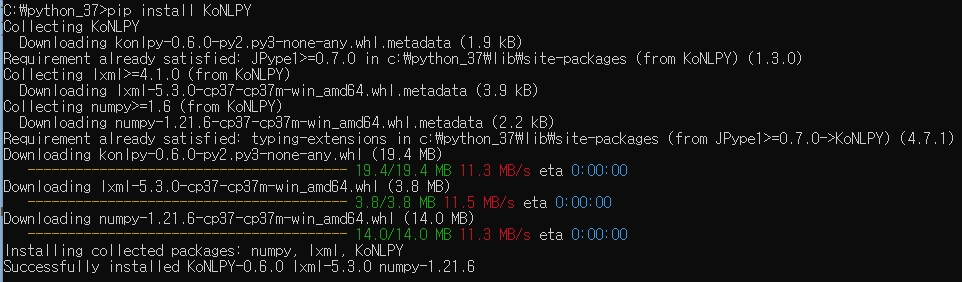 C:₩python_37>pip install KoNLPY
Collecting KoNLPY
  Downloading konlpy-0.6.0-py2.py3-none-any.whl.metadata (1.9 kB)
Requirement already satisfied: JPype1>=0.7.0 in c:₩python_37₩lib₩site-packages (from KoNLPY) (1.3.0)
Collecting lxml>=4.1.0 (from KoNLPY)
  Downloading lxml-5.3.0-cp37-cp37m-win_amd64.whl.metadata (3.9 kB)
Collecting numpy>=1.6 (from KoNLPY)
  Downloading numpy-1.21.6-cp37-cp37m-win_amd64.whl.metadata (2.2 kB)
Requirement already satisfied: typing-extensions in c:₩python_37₩lib₩site-packages (from JPype1>=0.7.0->KoNLPY) (4.7.1)
Downloading konlpy-0.6.0-py2.py3-none-any.whl (19.4 MB)
   ---------------------------------------- 19.4/19.4 MB 11.3 MB/s eta 0:00:00
Downloading lxml-5.3.0-cp37-cp37m-win_amd64.whl (3.8 MB)
   ---------------------------------------- 3.8/3.8 MB 11.5 MB/s eta 0:00:00
Downloading numpy-1.21.6-cp37-cp37m-win_amd64.whl (14.0 MB)
   ---------------------------------------- 14.0/14.0 MB 11.3 MB/s eta 0:00:00
Installing collected packages: numpy, lxml, KoNLPY
Successfully installed KoNLPY-0.6.0 lxml-5.3.0 numpy-1.21.6